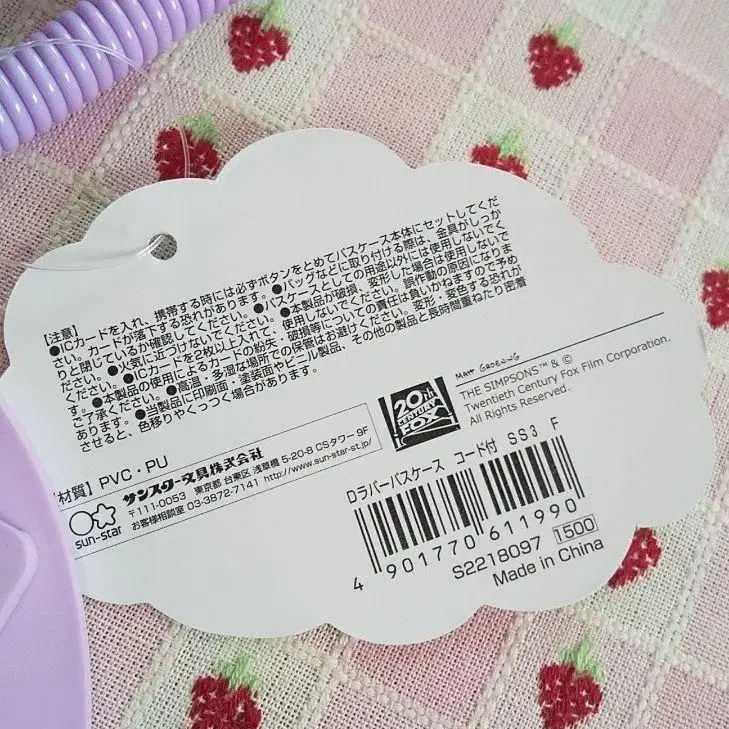 【注意】
●ICカードを入れ、携帯する時には必ずボタンをとめてパスケース本体にセットしてくだ
さい。カードが落下する恐れがあります。●バッグなどに取り付ける際は、金具がしっか
りと閉じているか確認してください。●パスケースとしての用途以外には使用しないでく
ださい。●火気に近づけないでください。●本製品が破損、変形した場合は使用しないで
ください。●ICカードを2枚以上入れて、使用しないでください。誤作動の原因になりま
す。●本製品の使用によるカードの紛失、破損等についての責任は負いかねますので予め
ご了承ください。●高温・多湿な場所での保管はお避けください。変形・変色する恐れが
あります。●当製品に印刷面・塗装面やビニル製品、その他の製品と長時間重ねたり密着
させると、色移りやくっつく場合があります。
材質】PVC・PU
sun-star
サンスター文具株式会社
〒111-0053 東京都 台東区 浅草橋 5-20-8 CSタワー 9F
お客様相談室 03-3872-7141 http://www.sun-star-st.jp/
20th
CENTURY
FOX
MATT GROENING
THE SIMPSONS™ & ©
Twentieth Century Fox Film Corporation.
All Rights Reserved.
Dラバーパスケース コード付 SS3 F
4 901770 611990
S2218097 1500
Made in China